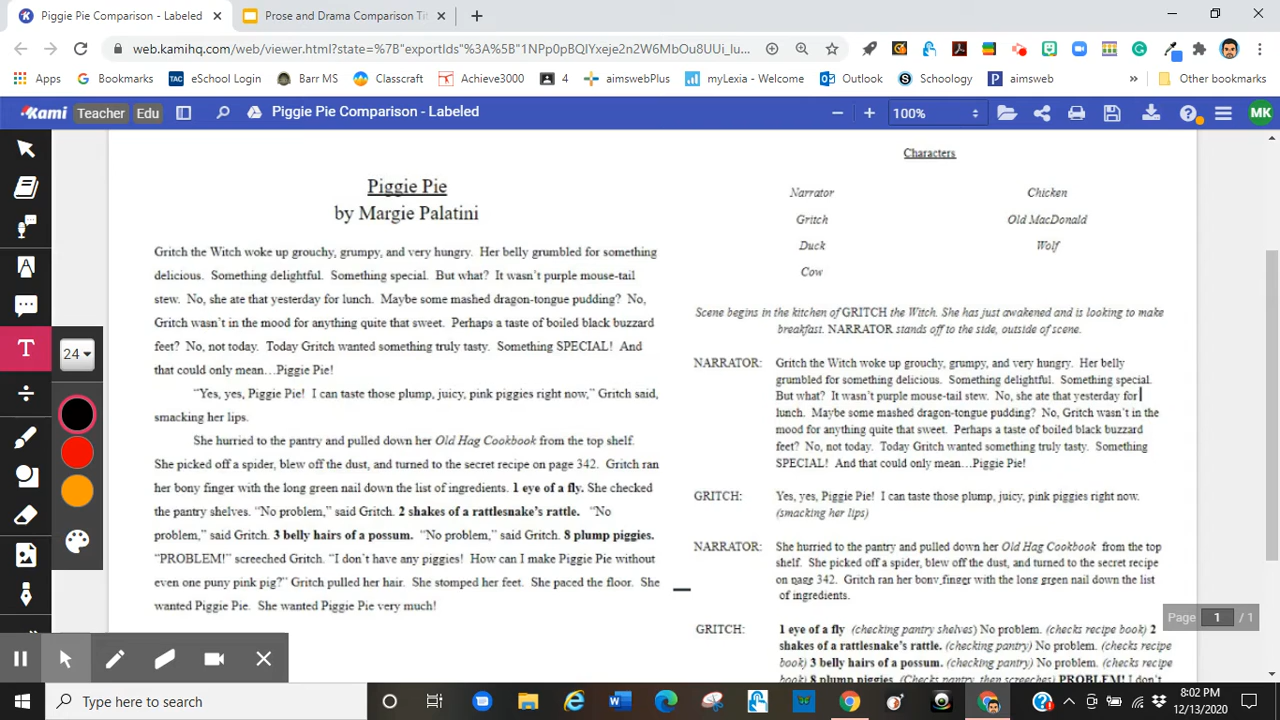 Piggie Pie Comparison - Labeled
Prose and Drama Comparison Ti
web.kamihq.com/web/viewer.html?state=%7B"exportIds"%3A%5B"1NPp0pBQIYxeje2n2W6MbOu8UUi_lu...
Apps
Bookmarks
eSchool Login
Barr MS
Classcraft
Achieve3000
4
aimswebPlus
myLexia - Welcome
Outlook
Schoology
aimsweb
Other bookmarks
Kami
Teacher
Edu
Piggie Pie Comparison - Labeled
100%
MK
T
24
Piggie Pie
by Margie Palatini
Gritch the Witch woke up grouchy, grumpy, and very hungry. Her belly grumbled for something
delicious. Something delightful. Something special. But what? It wasn't purple mouse-tail
stew. No, she ate that yesterday for lunch. Maybe some mashed dragon-tongue pudding? No,
Gritch wasn't in the mood for anything quite that sweet. Perhaps a taste of boiled black buzzard
feet? No, not today. Today Gritch wanted something truly tasty. Something SPECIAL! And
that could only mean…Piggie Pie!
"Yes, yes, Piggie Pie! I can taste those plump, juicy, pink piggies right now," Gritch said,
smacking her lips.
She hurried to the pantry and pulled down her Old Hag Cookbook from the top shelf.
She picked off a spider, blew off the dust, and turned to the secret recipe on page 342. Gritch ran
her bony finger with the long green nail down the list of ingredients. 1 eye of a fly. She checked
the pantry shelves. "No problem," said Gritch. 2 shakes of a rattlesnake's rattle. "No
problem," said Gritch. 3 belly hairs of a possum. "No problem," said Gritch. 8 plump piggies.
"PROBLEM!" screeched Gritch. "I don't have any piggies! How can I make Piggie Pie without
even one puny pink pig?" Gritch pulled her hair. She stomped her feet. She paced the floor. She
wanted Piggie Pie. She wanted Piggie Pie very much!
Characters
Narrator
Chicken
Gritch
Old MacDonald
Duck
Wolf
Cow
Scene begins in the kitchen of GRITCH the Witch. She has just awakened and is looking to make
breakfast. NARRATOR stands off to the side, outside of scene.
NARRATOR: Gritch the Witch woke up grouchy, grumpy, and very hungry. Her belly
grumbled for something delicious. Something delightful. Something special.
But what? It wasn't purple mouse-tail stew. No, she ate that yesterday for
lunch. Maybe some mashed dragon-tongue pudding? No, Gritch wasn't in the
mood for anything quite that sweet. Perhaps a taste of boiled black buzzard
feet? No, not today. Today Gritch wanted something truly tasty. Something
SPECIAL! And that could only mean…Piggie Pie!
GRITCH: Yes, yes, Piggie Pie! I can taste those plump, juicy, pink piggies right now.
(smacking her lips)
NARRATOR: She hurried to the pantry and pulled down her Old Hag Cookbook from the top
shelf. She picked off a spider, blew off the dust, and turned to the secret recipe
on page 342. Gritch ran her bony finger with the long green nail down the list
of ingredients.
GRITCH: 1 eye of a fly (checking pantry shelves) No problem. (checks recipe book) 2
shakes of a rattlesnake's rattle. (checking pantry) No problem. (checks recipe
book) 3 belly hairs of a possum. (checking pantry) No problem. (checks recipe
book) 8 plump piggies. (Checks pantry, then screeches) PROBLEM! I don't
Page 1 / 1
Type here to search
8:02 PM
12/13/2020